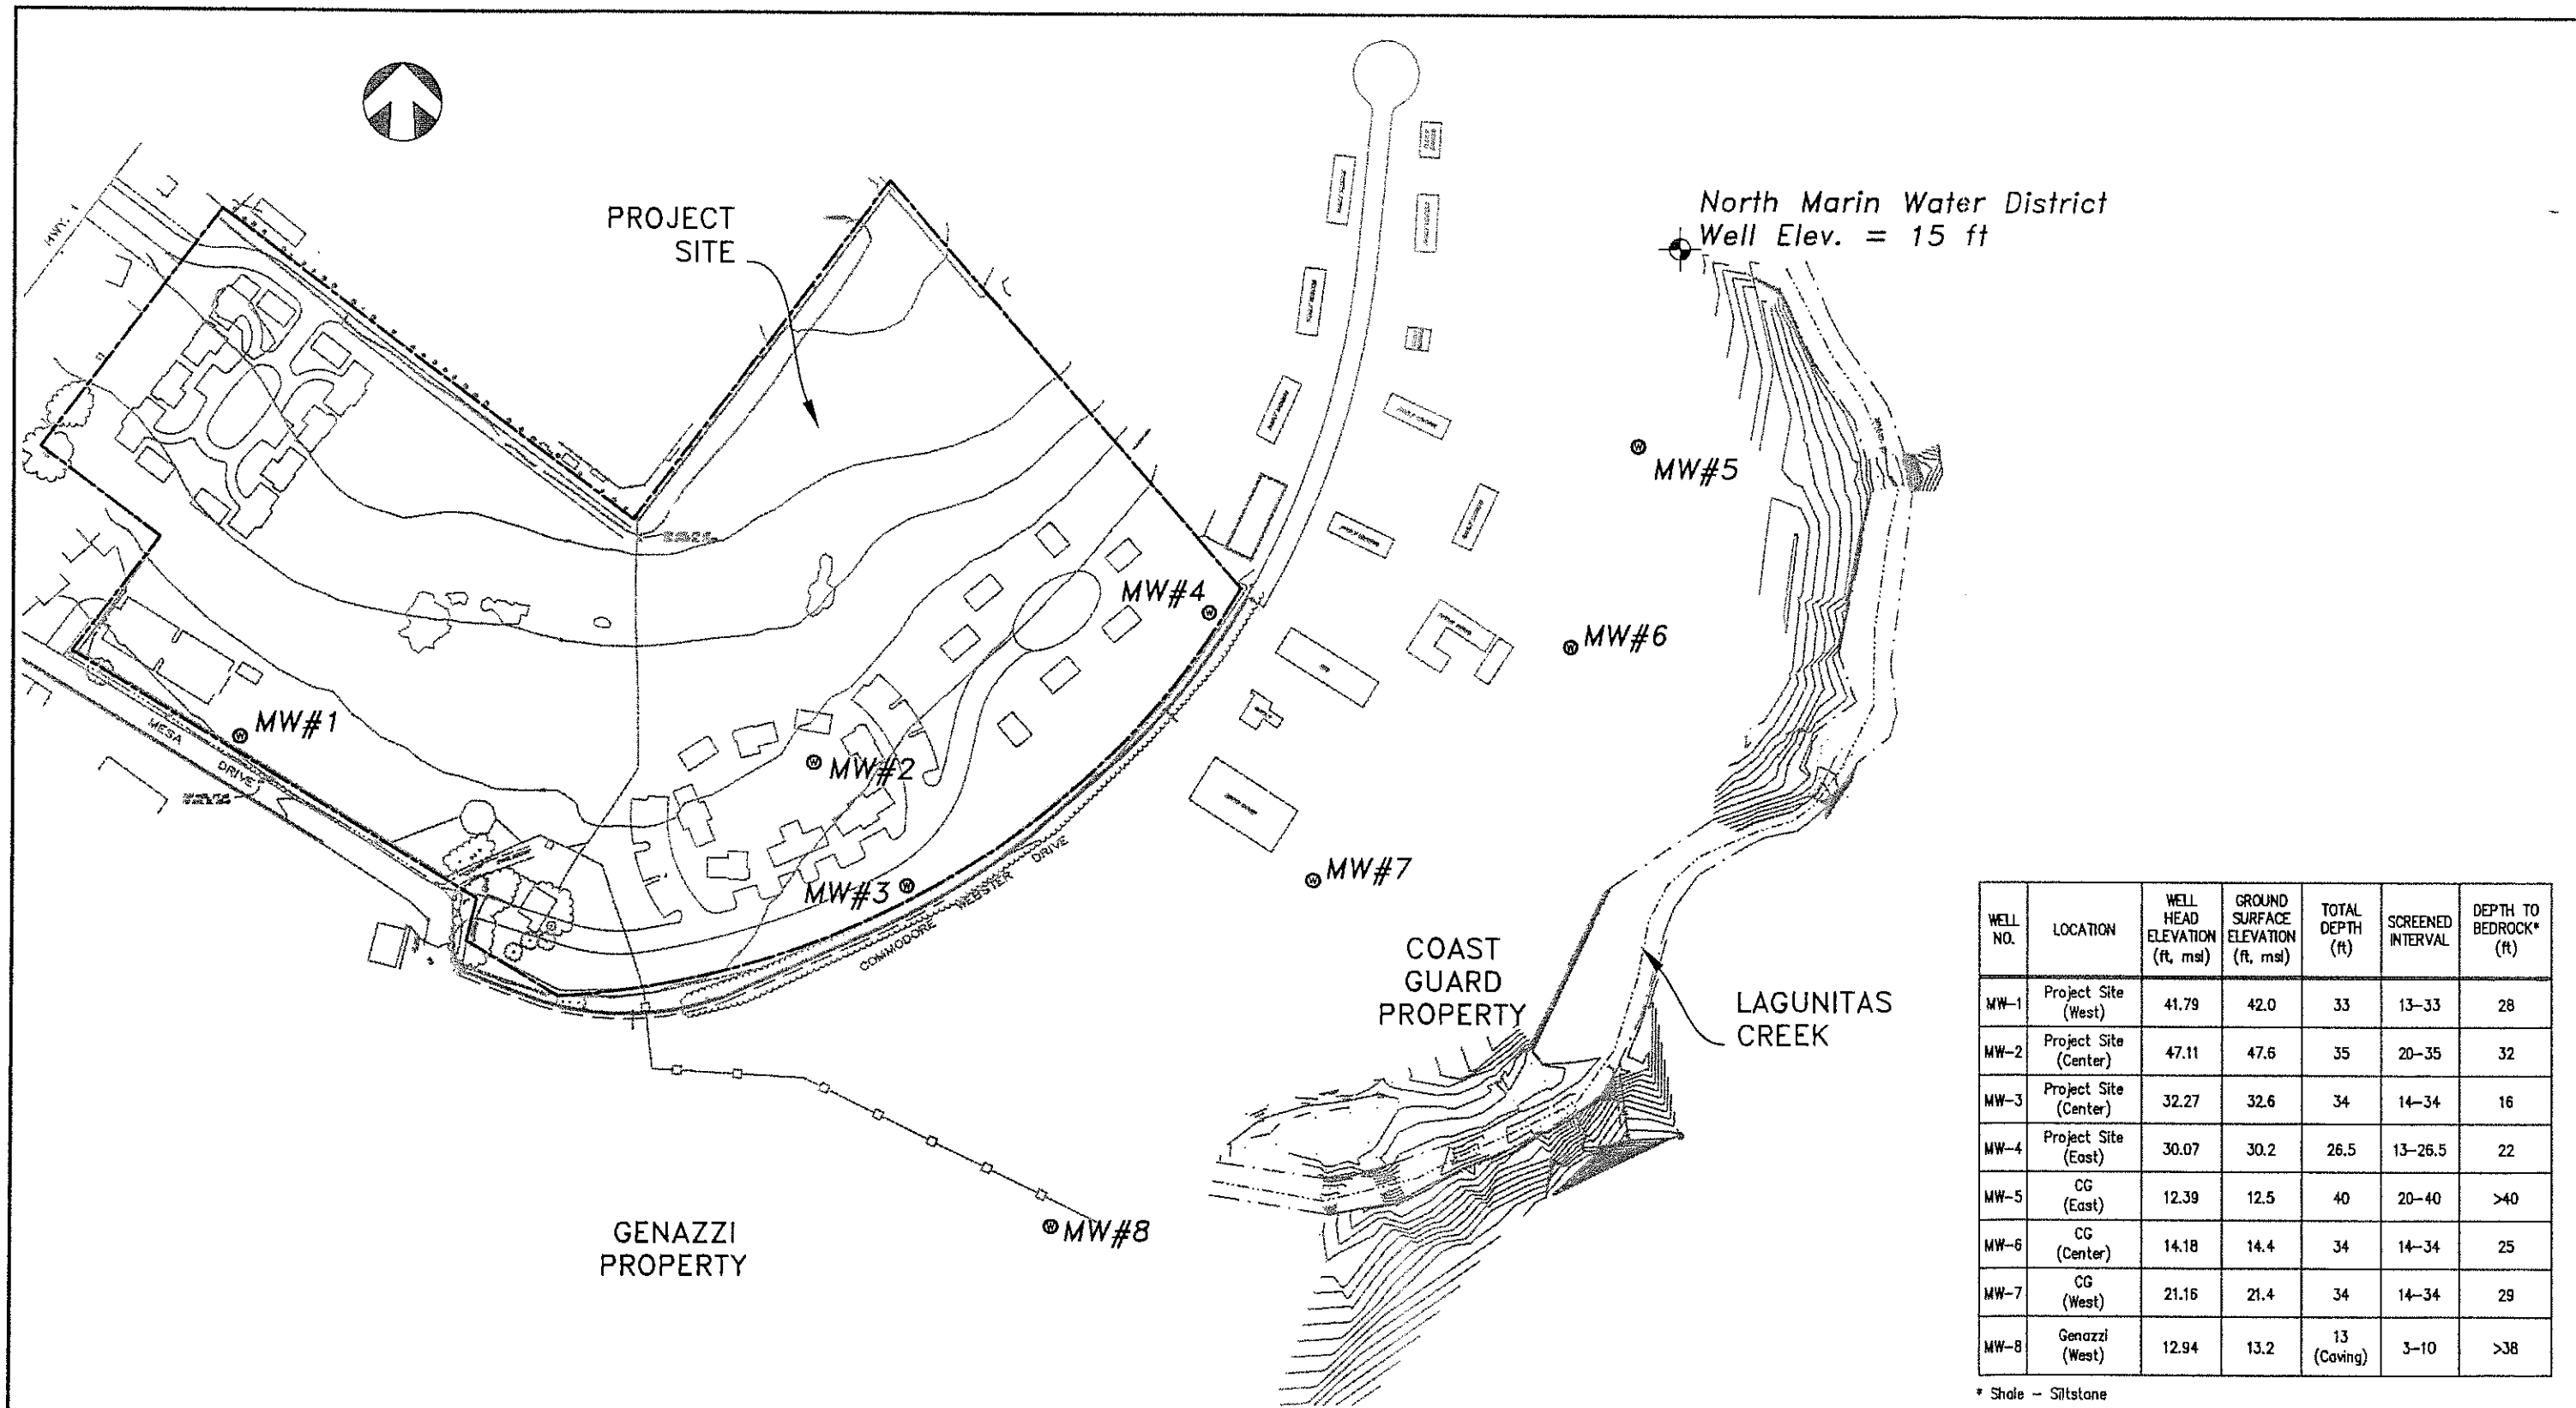 HWY. 1
PROJECT
SITE
North Marin Water District
Well Elev. = 15 ft
MW#5
MW#4
MW#6
MW#1
MESA
DRIVE
MW#2
MW#7
MW#3
COMMODORE WEBSTER DRIVE
COAST
GUARD
PROPERTY
LAGUNITAS
CREEK
MW#8
GENAZZI
PROPERTY
WELL NO. LOCATION WELL HEAD ELEVATION (ft, msl) GROUND SURFACE ELEVATION (ft, msl) TOTAL DEPTH (ft) SCREENED INTERVAL DEPTH TO BEDROCK* (ft)
MW-1 Project Site (West) 41.79 42.0 33 13-33 28
MW-2 Project Site (Center) 47.11 47.6 35 20-35 32
MW-3 Project Site (Center) 32.27 32.6 34 14-34 16
MW-4 Project Site (East) 30.07 30.2 26.5 13-26.5 22
MW-5 CG (East) 12.39 12.5 40 20-40 >40
MW-6 CG (Center) 14.18 14.4 34 14-34 25
MW-7 CG (West) 21.16 21.4 34 14-34 29
MW-8 Genazzi (West) 12.94 13.2 13 (Caving) 3-10 >38
* Shale - Siltstone